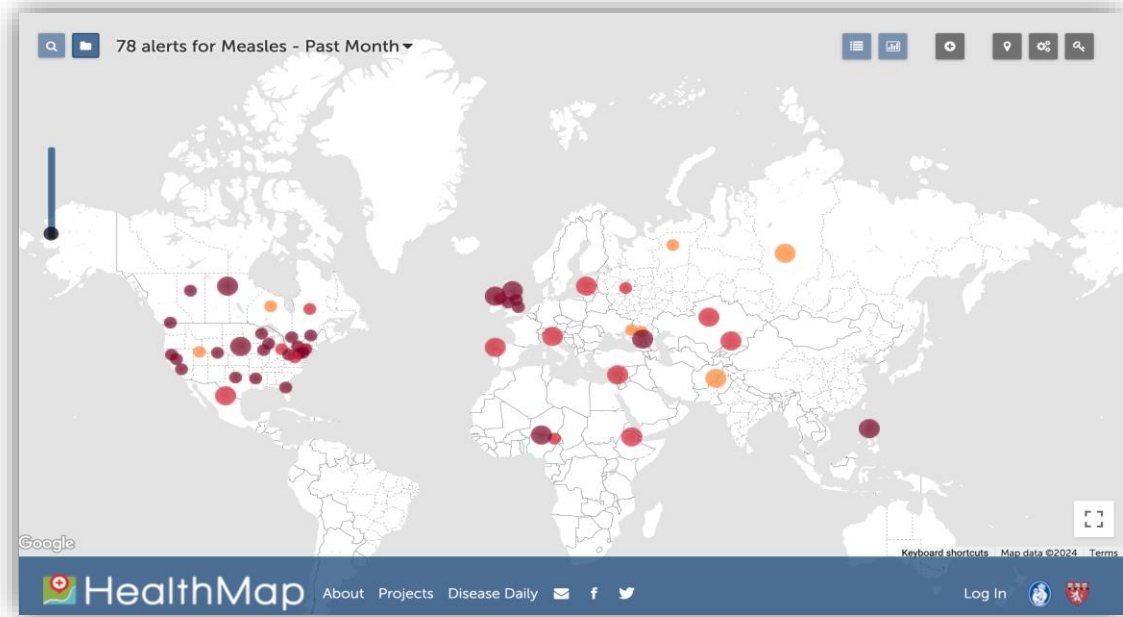 78 alerts for Measles - Past Month
Google
Keyboard shortcuts Map data ©2024 Terms
HealthMap About Projects Disease Daily Log In